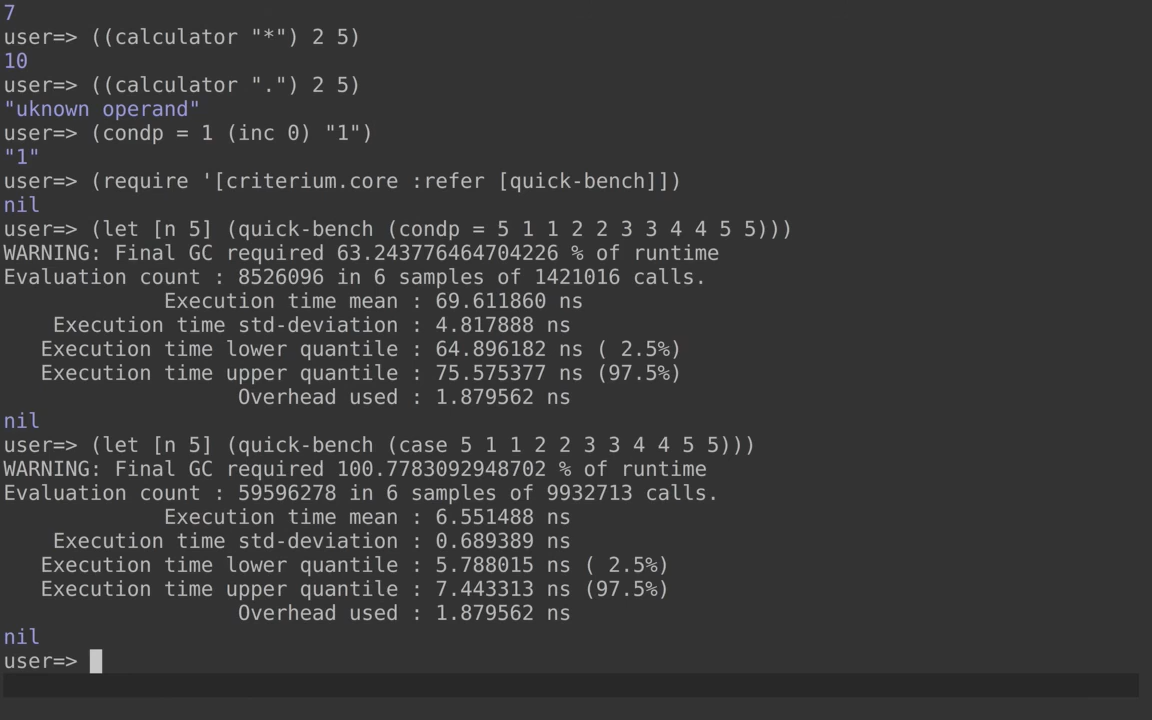 7
user=> ((calculator "*") 2 5)
10
user=> ((calculator ".") 2 5)
"uknown operand"
user=> (condp = 1 (inc 0) "1")
"1"
user=> (require '[criterium.core :refer [quick-bench]])
nil
user=> (let [n 5] (quick-bench (condp = 5 1 1 2 2 3 3 4 4 5 5)))
WARNING: Final GC required 63.243776464704226 % of runtime
Evaluation count : 8526096 in 6 samples of 1421016 calls.
Execution time mean : 69.611860 ns
Execution time std-deviation : 4.817888 ns
Execution time lower quantile : 64.896182 ns ( 2.5%)
Execution time upper quantile : 75.575377 ns (97.5%)
Overhead used : 1.879562 ns
nil
user=> (let [n 5] (quick-bench (case 5 1 1 2 2 3 3 4 4 5 5)))
WARNING: Final GC required 100.7783092948702 % of runtime
Evaluation count : 59596278 in 6 samples of 9932713 calls.
Execution time mean : 6.551488 ns
Execution time std-deviation : 0.689389 ns
Execution time lower quantile : 5.788015 ns ( 2.5%)
Execution time upper quantile : 7.443313 ns (97.5%)
Overhead used : 1.879562 ns
nil
user=>